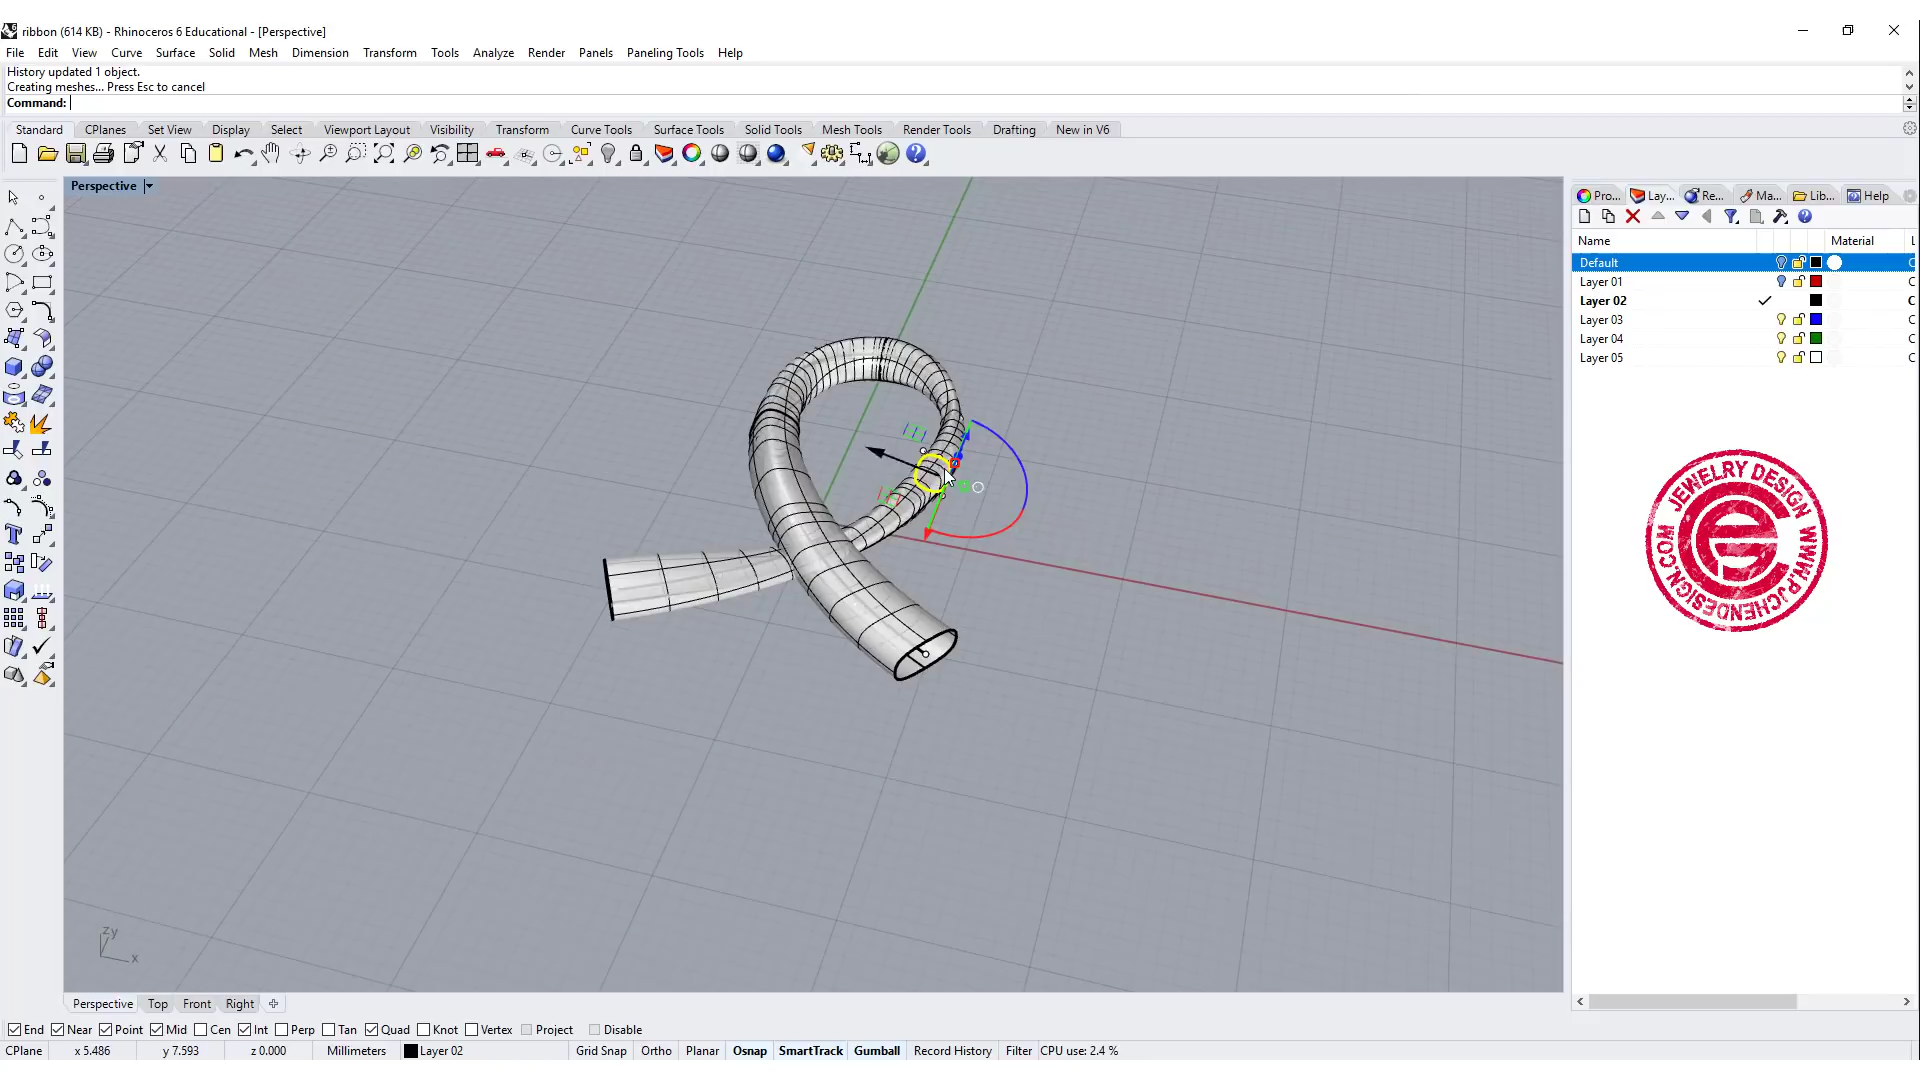 ribbon (614 KB) - Rhinoceros 6 Educational - [Perspective]
File Edit View Curve Surface Solid Mesh Dimension Transform Tools Analyze Render Panels Paneling Tools Help
History updated 1 object.
Creating meshes... Press Esc to cancel
Command:
Standard CPlanes Set View Display Select Viewport Layout Visibility Transform Curve Tools Surface Tools Solid Tools Mesh Tools Render Tools Drafting New in V6
Perspective
Pro... Lay... Re... Ma... Lib... Help
Name Material L
Default C
Layer 01 C
Layer 02 C
Layer 03 C
Layer 04 C
Layer 05 C
JEWELRY DESIGN
WWW.PJCHENDESIGN.COM
zy
x
Perspective Top Front Right
End Near Point Mid Cen Int Perp Tan Quad Knot Vertex Project Disable
CPlane x 5.486 y 7.593 z 0.000 Millimeters Layer 02 Grid Snap Ortho Planar Osnap SmartTrack Gumball Record History Filter CPU use: 2.4 %